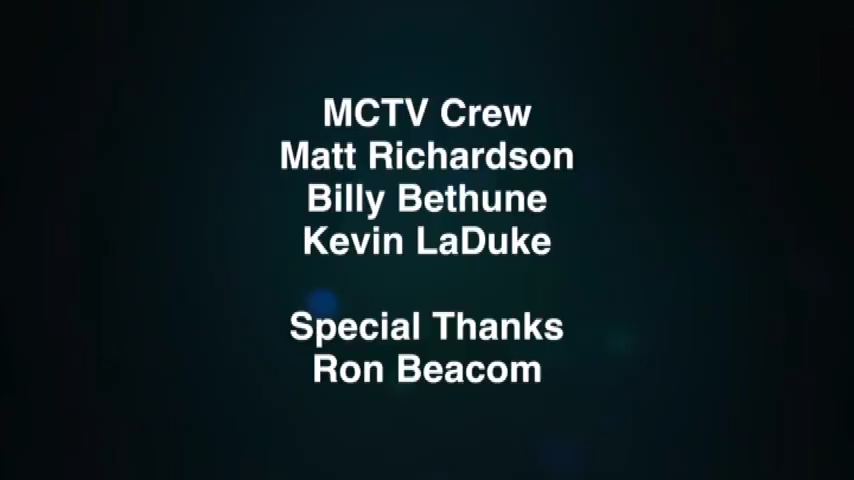 MCTV Crew
Matt Richardson
Billy Bethune
Kevin LaDuke
Special Thanks
Ron Beacom